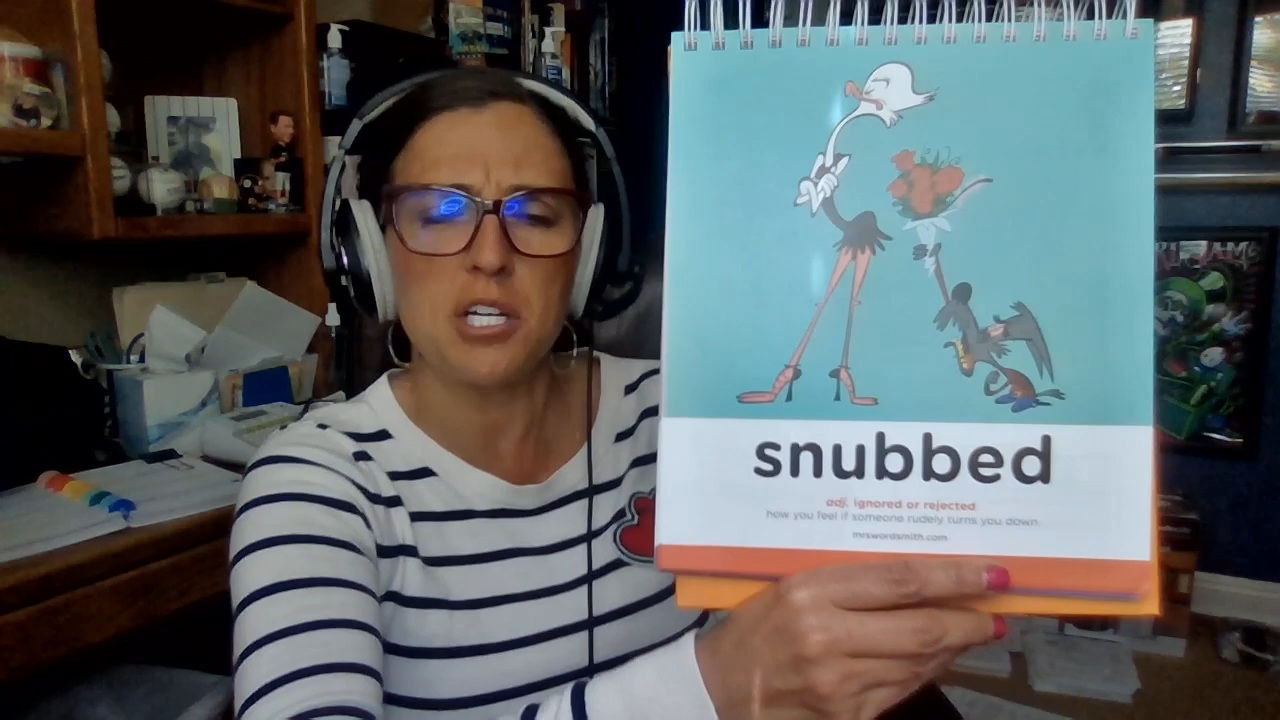 snubbed
adj. ignored or rejected
how you feel if someone rudely turns you down.
mrswordsmith.com